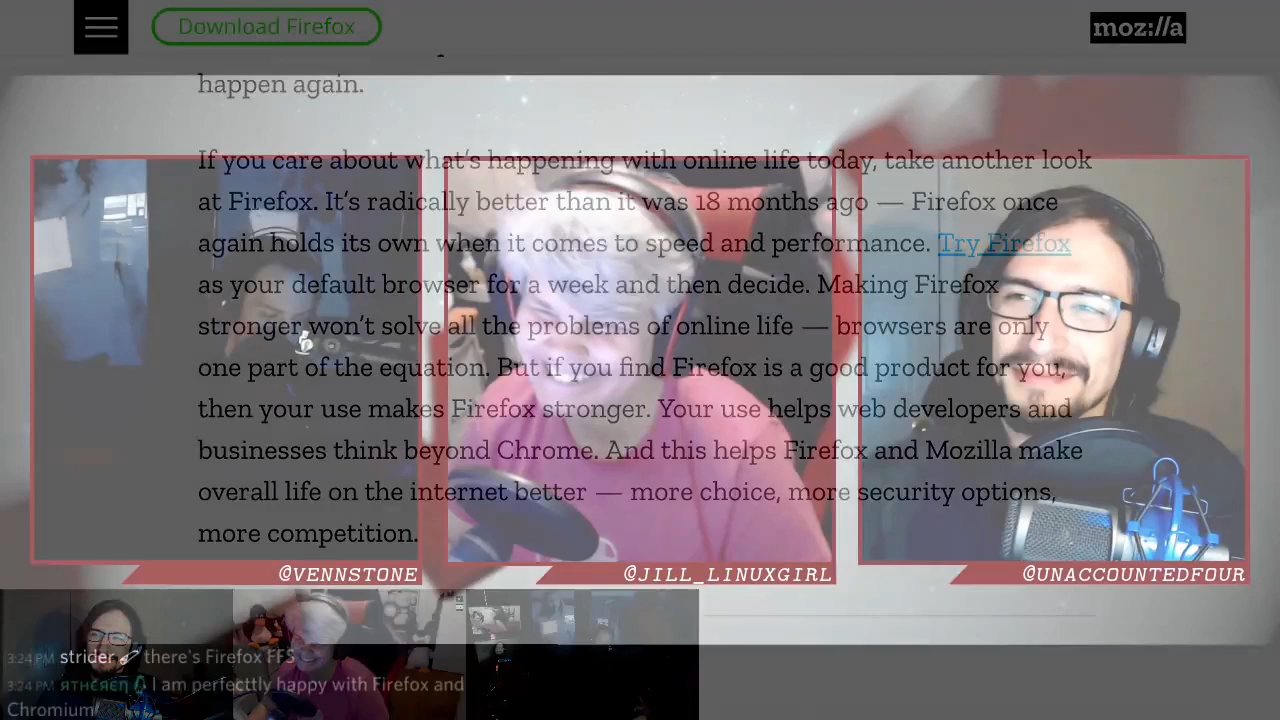 Download Firefox
moz://a
happen again.
If you care about what's happening with online life today, take another look
at Firefox. It's radically better than it was 18 months ago — Firefox once
again holds its own when it comes to speed and performance. Try Firefox
as your default browser for a week and then decide. Making Firefox
stronger won't solve all the problems of online life — browsers are only
one part of the equation. But if you find Firefox is a good product for you,
then your use makes Firefox stronger. Your use helps web developers and
businesses think beyond Chrome. And this helps Firefox and Mozilla make
overall life on the internet better — more choice, more security options,
more competition.
@VENNSTONE
@JILL_LINUXGIRL
@UNACCOUNTEDFOUR
3:24 PM strider there's Firefox FFS
3:24 PM I am perfecttly happy with Firefox and
Chromium